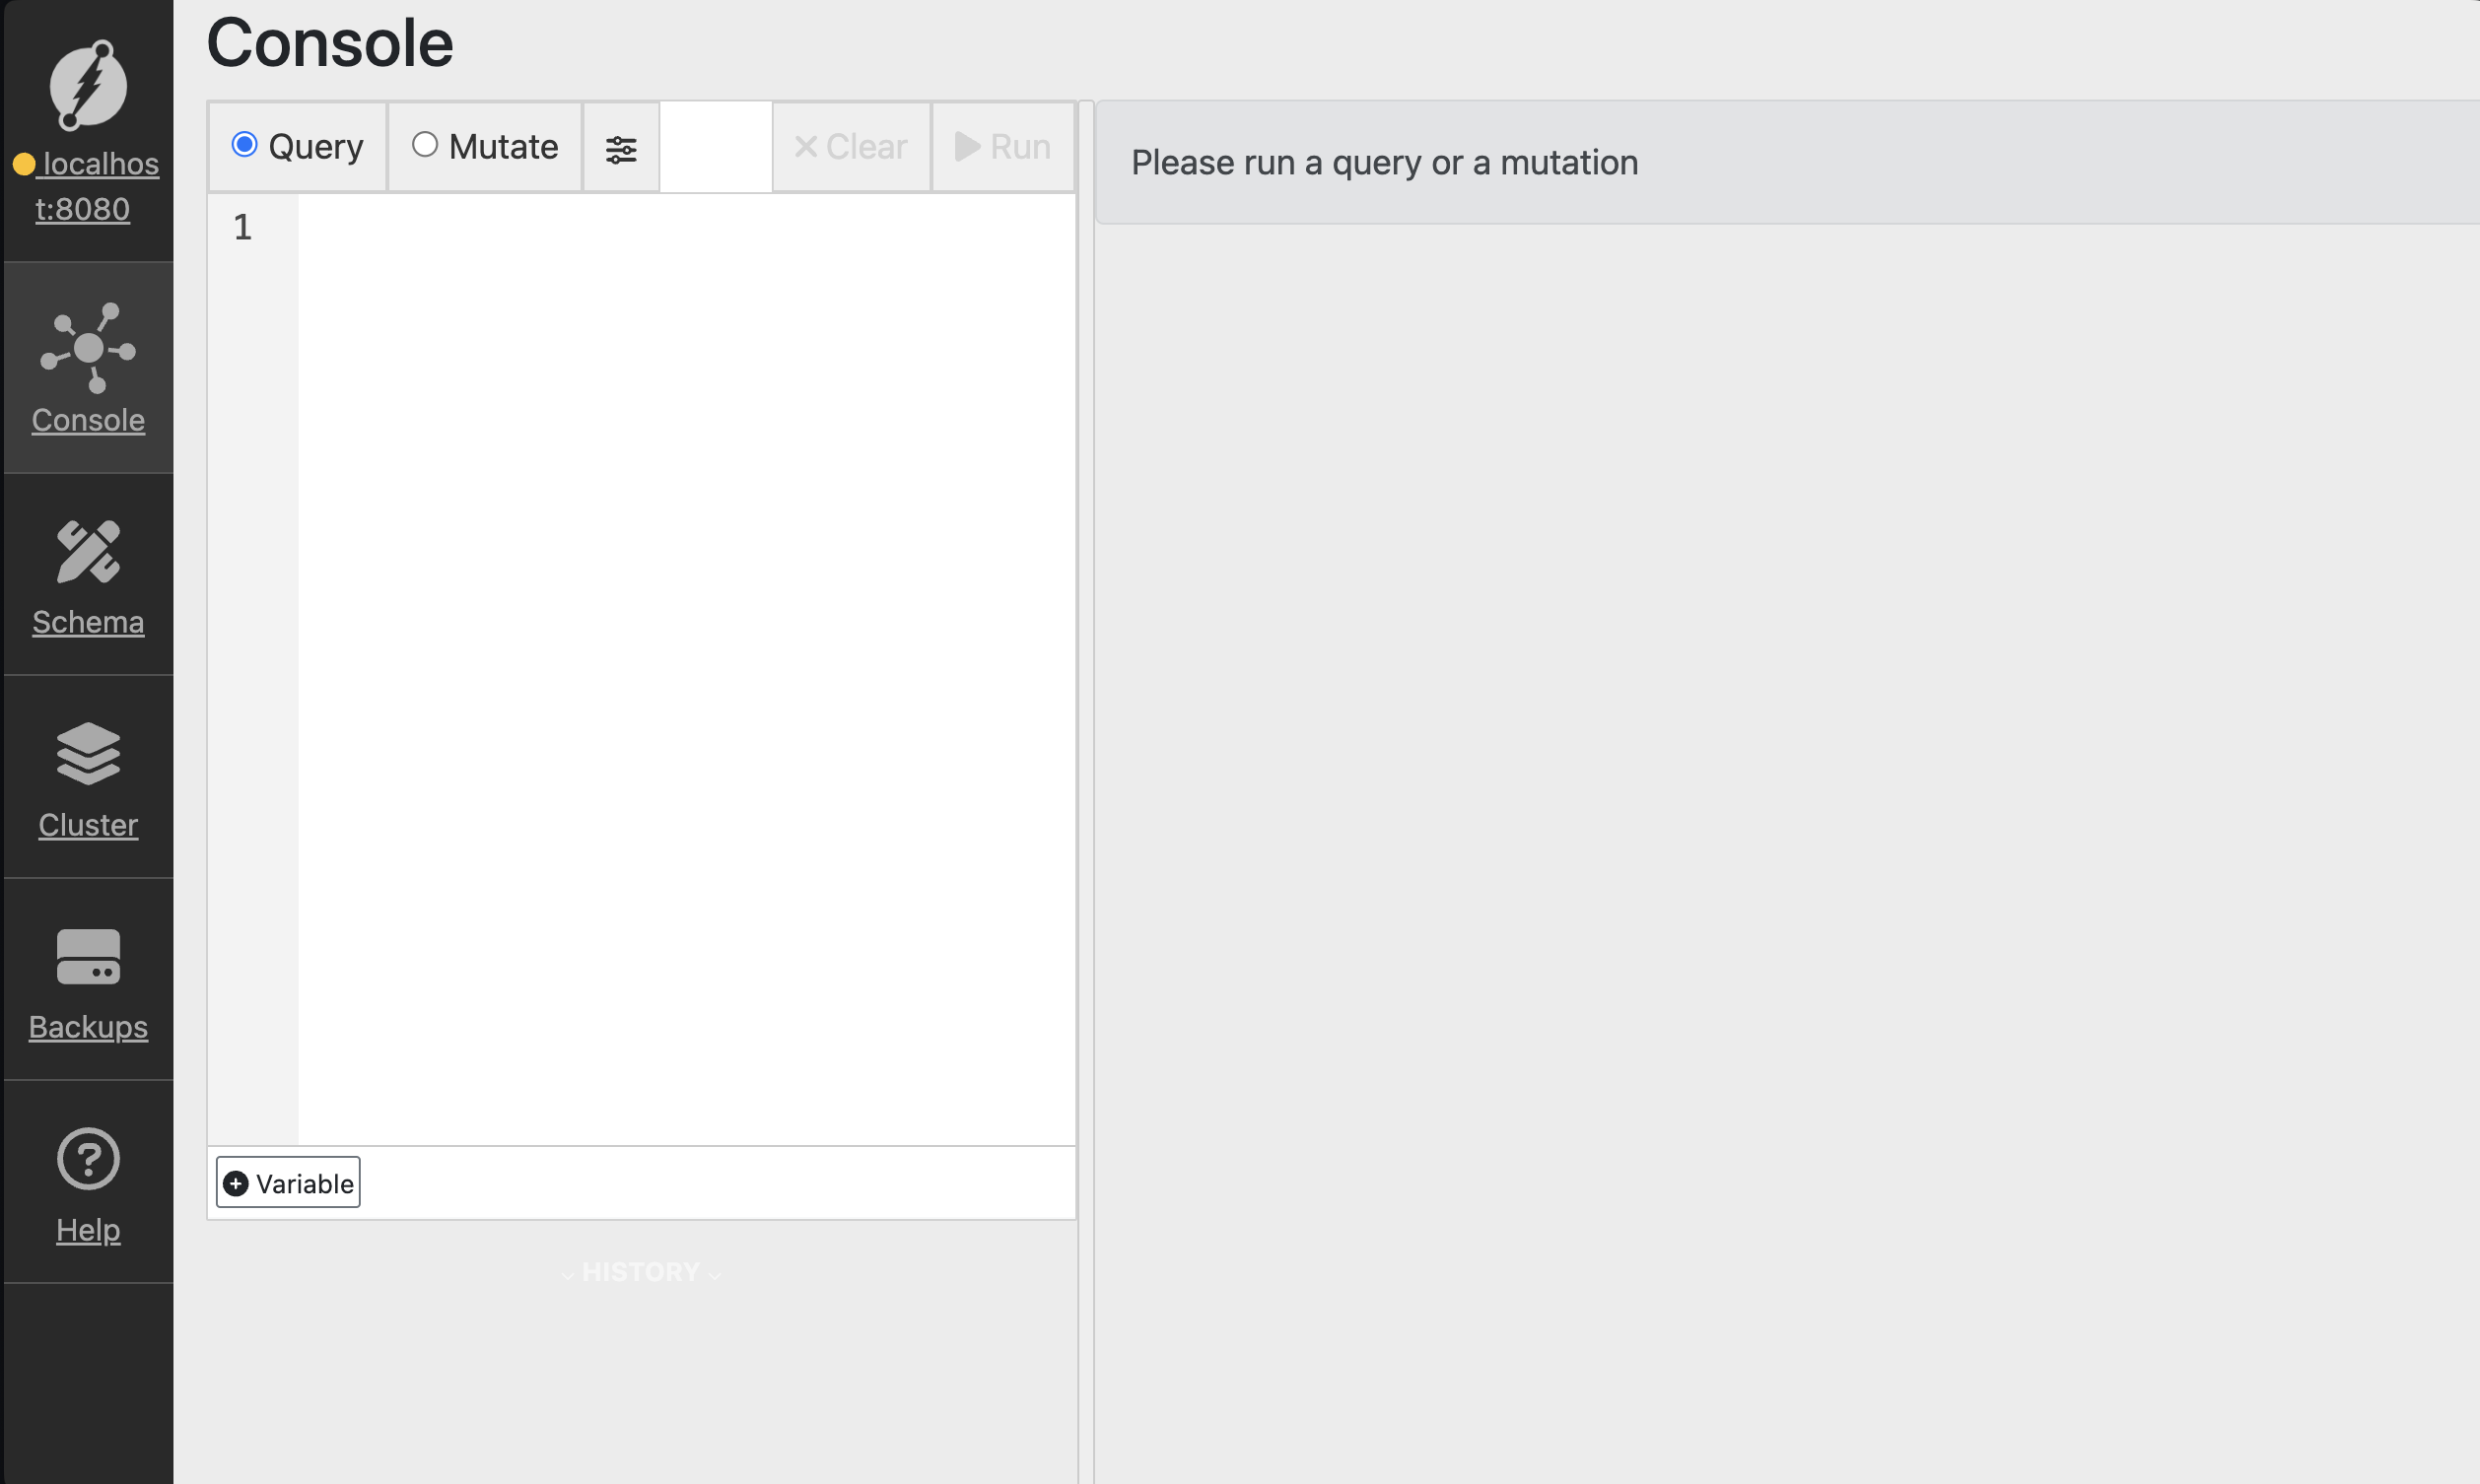 Console
localhos
t:8080
Console
Schema
Cluster
Backups
Help
Query Mutate Clear Run
1
Variable
HISTORY
Please run a query or a mutation